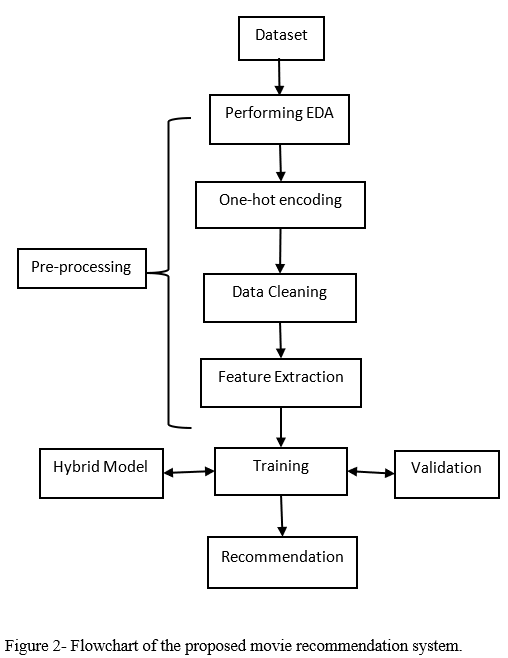 Dataset
Performing EDA
One-hot encoding
Pre-processing
Data Cleaning
Feature Extraction
Hybrid Model
Training
Validation
Recommendation
Figure 2- Flowchart of the proposed movie recommendation system.